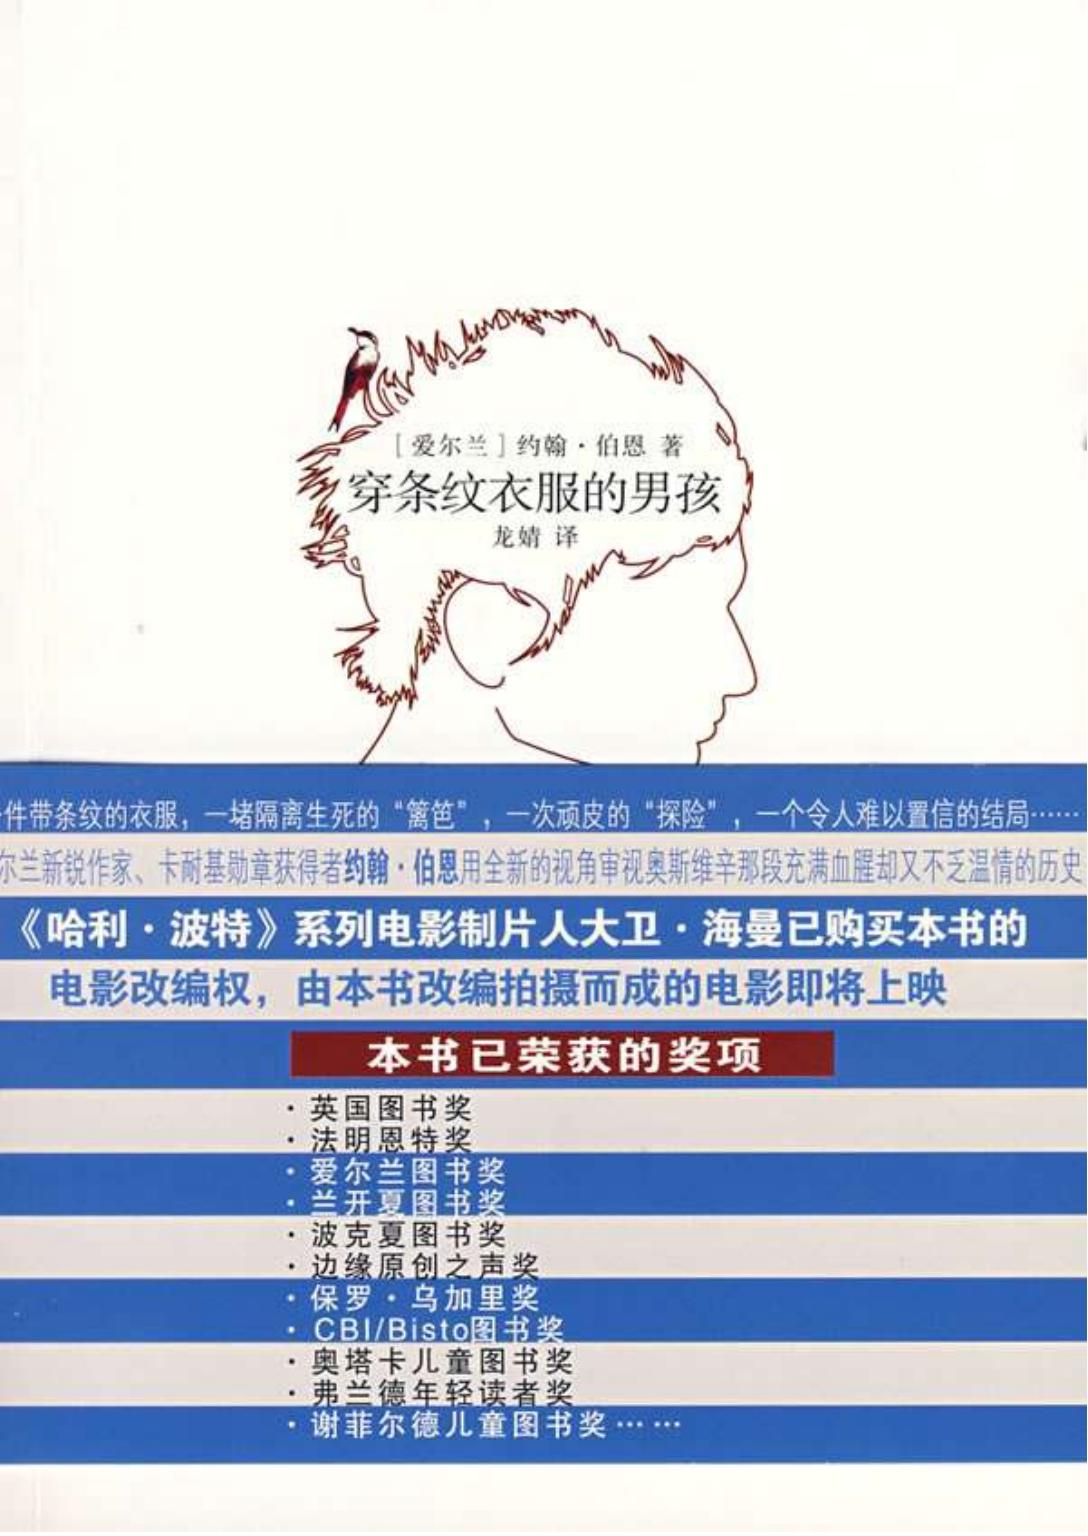 [爱尔兰]约翰·伯恩 著
穿条纹衣服的男孩
龙婧 译
件带条纹的衣服，一堵隔离生死的“篱笆”，一次顽皮的“探险”，一个令人难以置信的结局……
尔兰新锐作家、卡耐基勋章获得者约翰·伯恩用全新的视角审视奥斯维辛那段充满血腥却又不乏温情的历史
《哈利·波特》系列电影制片人大卫·海曼已购买本书的
电影改编权，由本书改编拍摄而成的电影即将上映
本书已荣获的奖项
·英国图书奖
·法明恩特奖
·爱尔兰图书奖
·兰开夏图书奖
·波克夏图书奖
·边缘原创之声奖
·保罗·乌加里奖
·CBI/Bisto图书奖
·奥塔卡儿童图书奖
·弗兰德年轻读者奖
·谢菲尔德儿童图书奖……